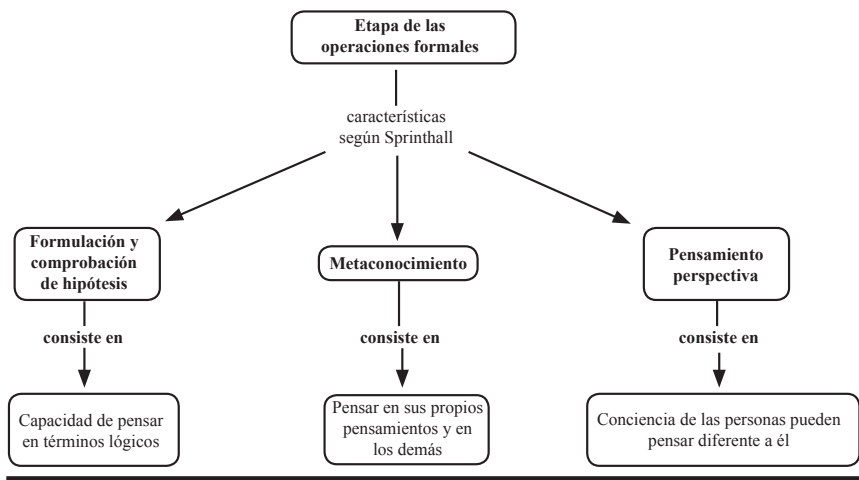 Etapa de las
operaciones formales
características
según Sprinthall
Formulación y
comprobación
de hipótesis
Metaconocimiento
Pensamiento
perspectiva
consiste en
consiste en
consiste en
Capacidad de pensar
en términos lógicos
Pensar en sus propios
pensamientos y en
los demás
Conciencia de las personas pueden
pensar diferente a él